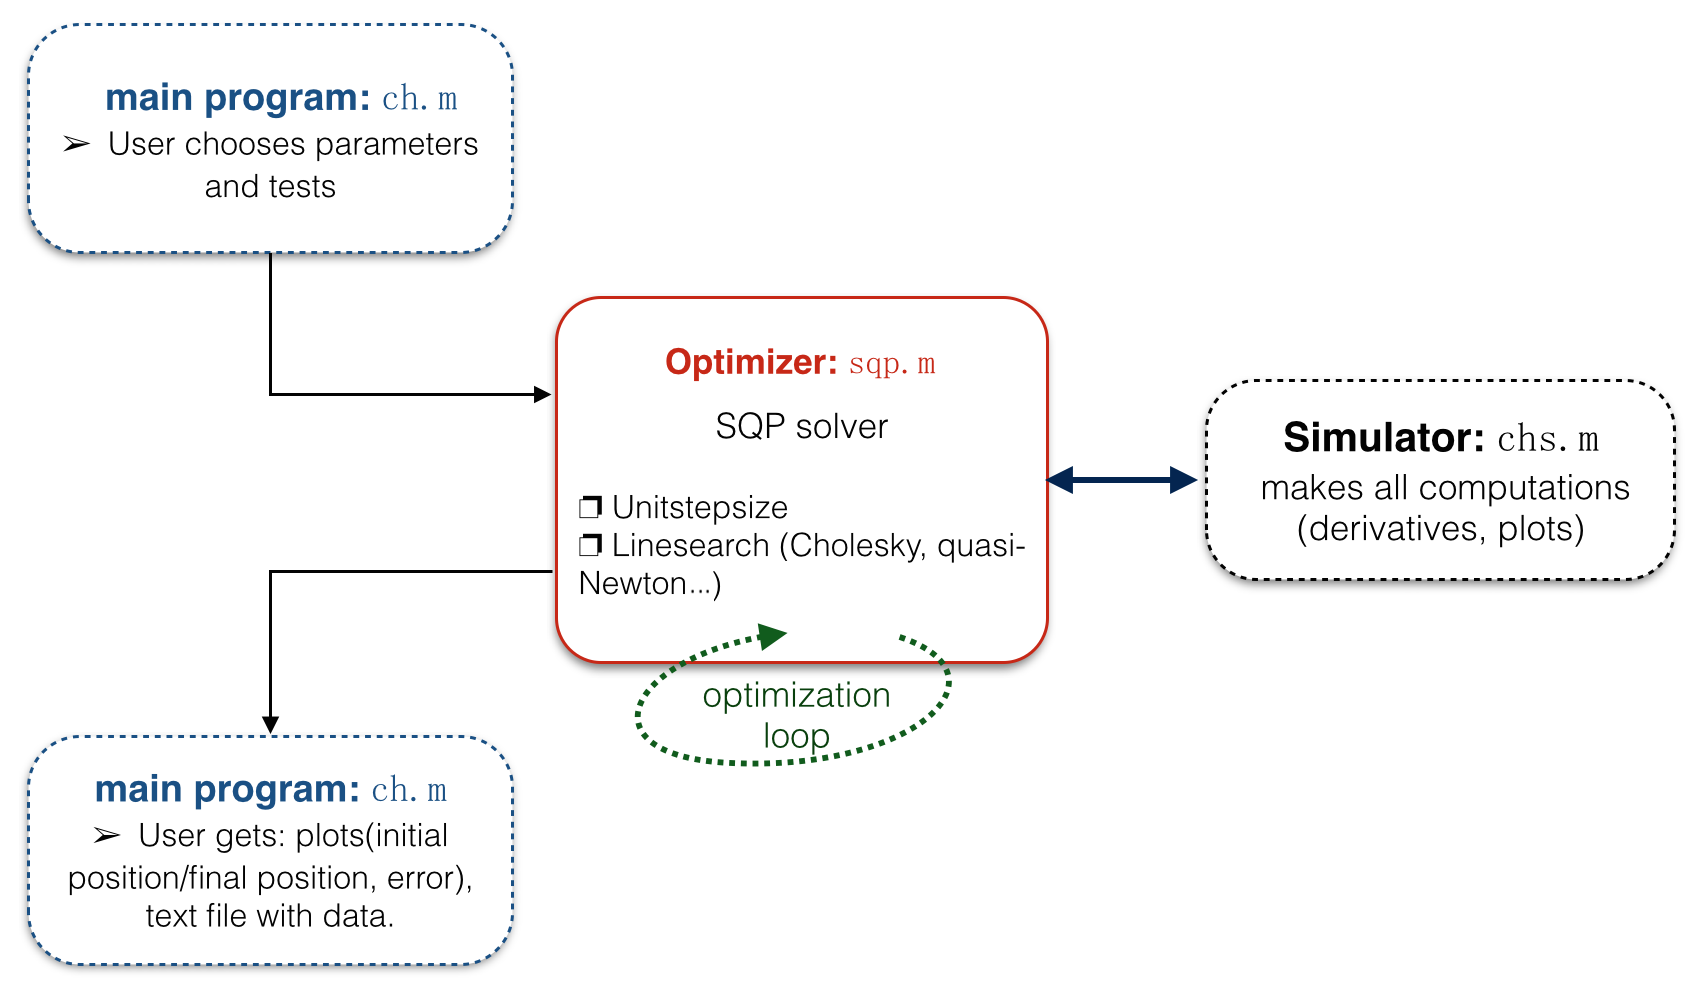 main program: ch.m
➢ User chooses parameters
and tests
Optimizer: sqp.m
SQP solver
❐ Unitstepsize
❐ Linesearch (Cholesky, quasi-
Newton...)
optimization
loop
Simulator: chs.m
makes all computations
(derivatives, plots)
main program: ch.m
➢ User gets: plots(initial
position/final position, error),
text file with data.